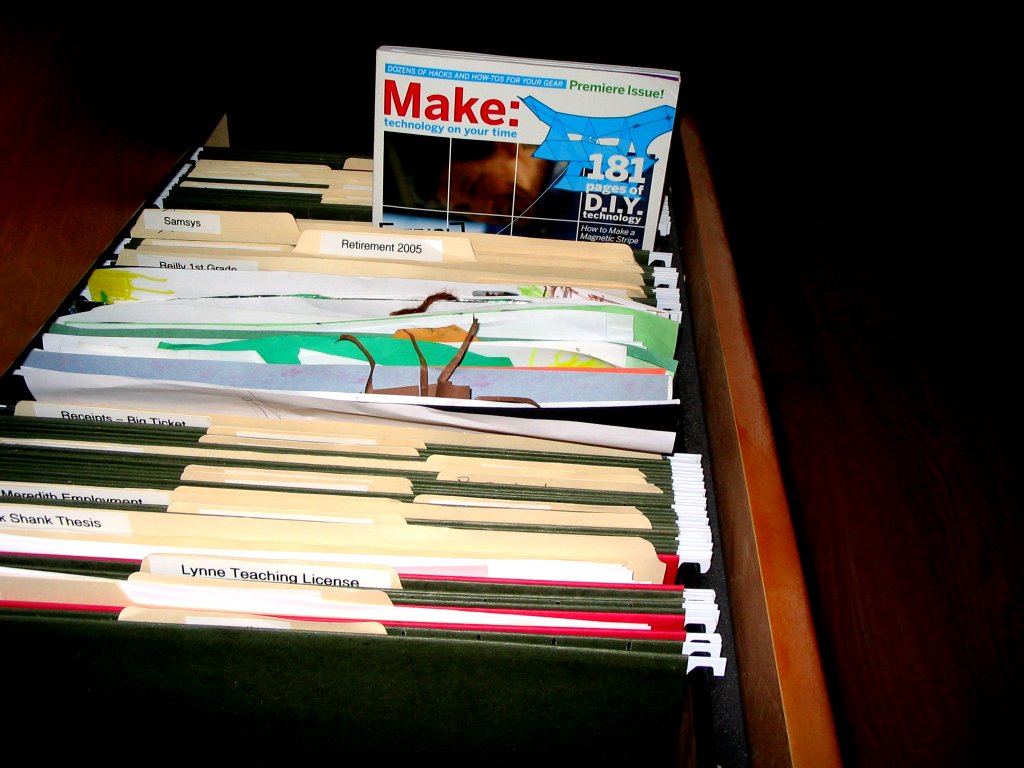 DOZENS OF HACKS AND HOW-TOS FOR YOUR GEAR
Premiere Issue!
Make:
technology on your time
181
pages of
D.I.Y.
technology
How to Make a
Magnetic Stripe
Samsys
Retirement 2005
Reilly 1st Grade
Receipts – Big Ticket
Meredith Employment
k Shank Thesis
Lynne Teaching License